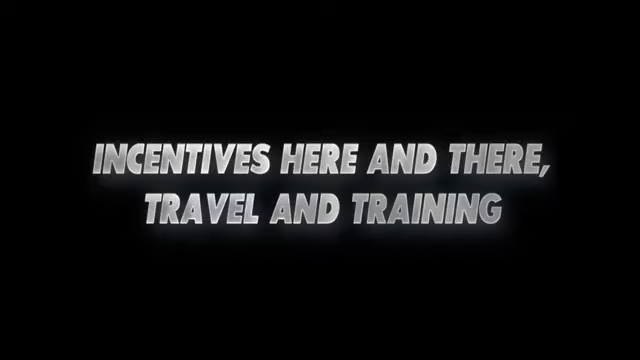 INCENTIVES HERE AND THERE,
TRAVEL AND TRAINING